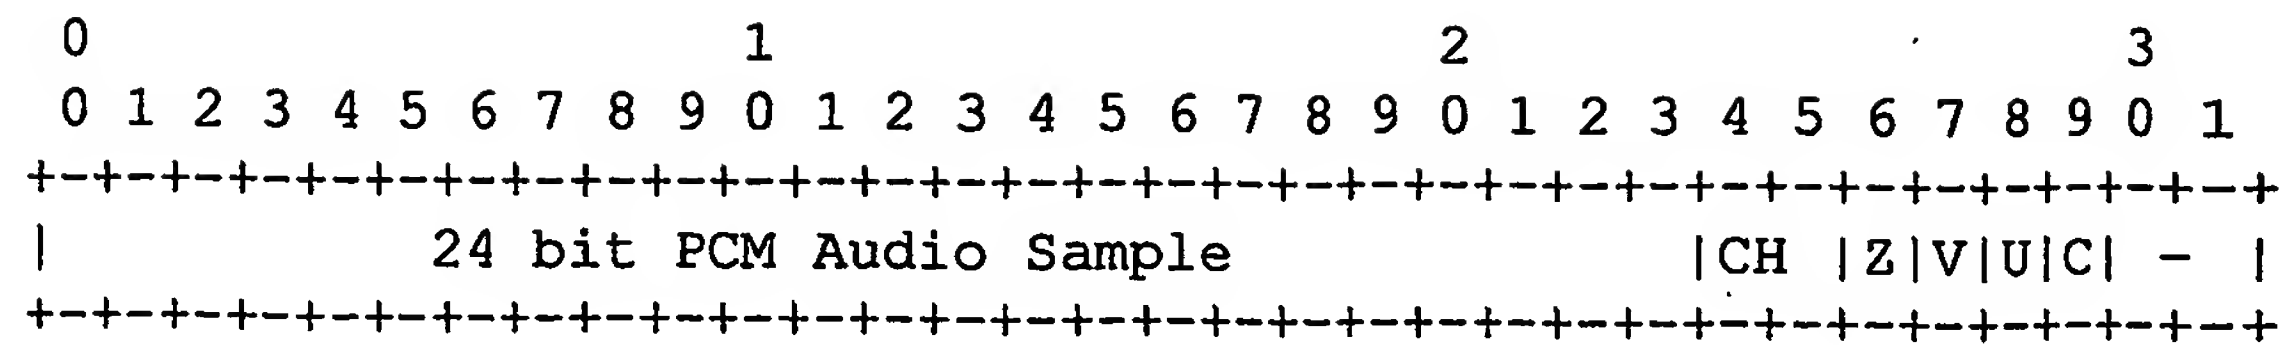 0 1 2 3
0 1 2 3 4 5 6 7 8 9 0 1 2 3 4 5 6 7 8 9 0 1 2 3 4 5 6 7 8 9 0 1
+-+-+-+-+-+-+-+-+-+-+-+-+-+-+-+-+-+-+-+-+-+-+-+-+-+-+-+-+-+-+-+-+
| 24 bit PCM Audio Sample |CH |Z|V|U|C| - |
+-+-+-+-+-+-+-+-+-+-+-+-+-+-+-+-+-+-+-+-+-+-+-+-+-+-+-+-+-+-+-+-+